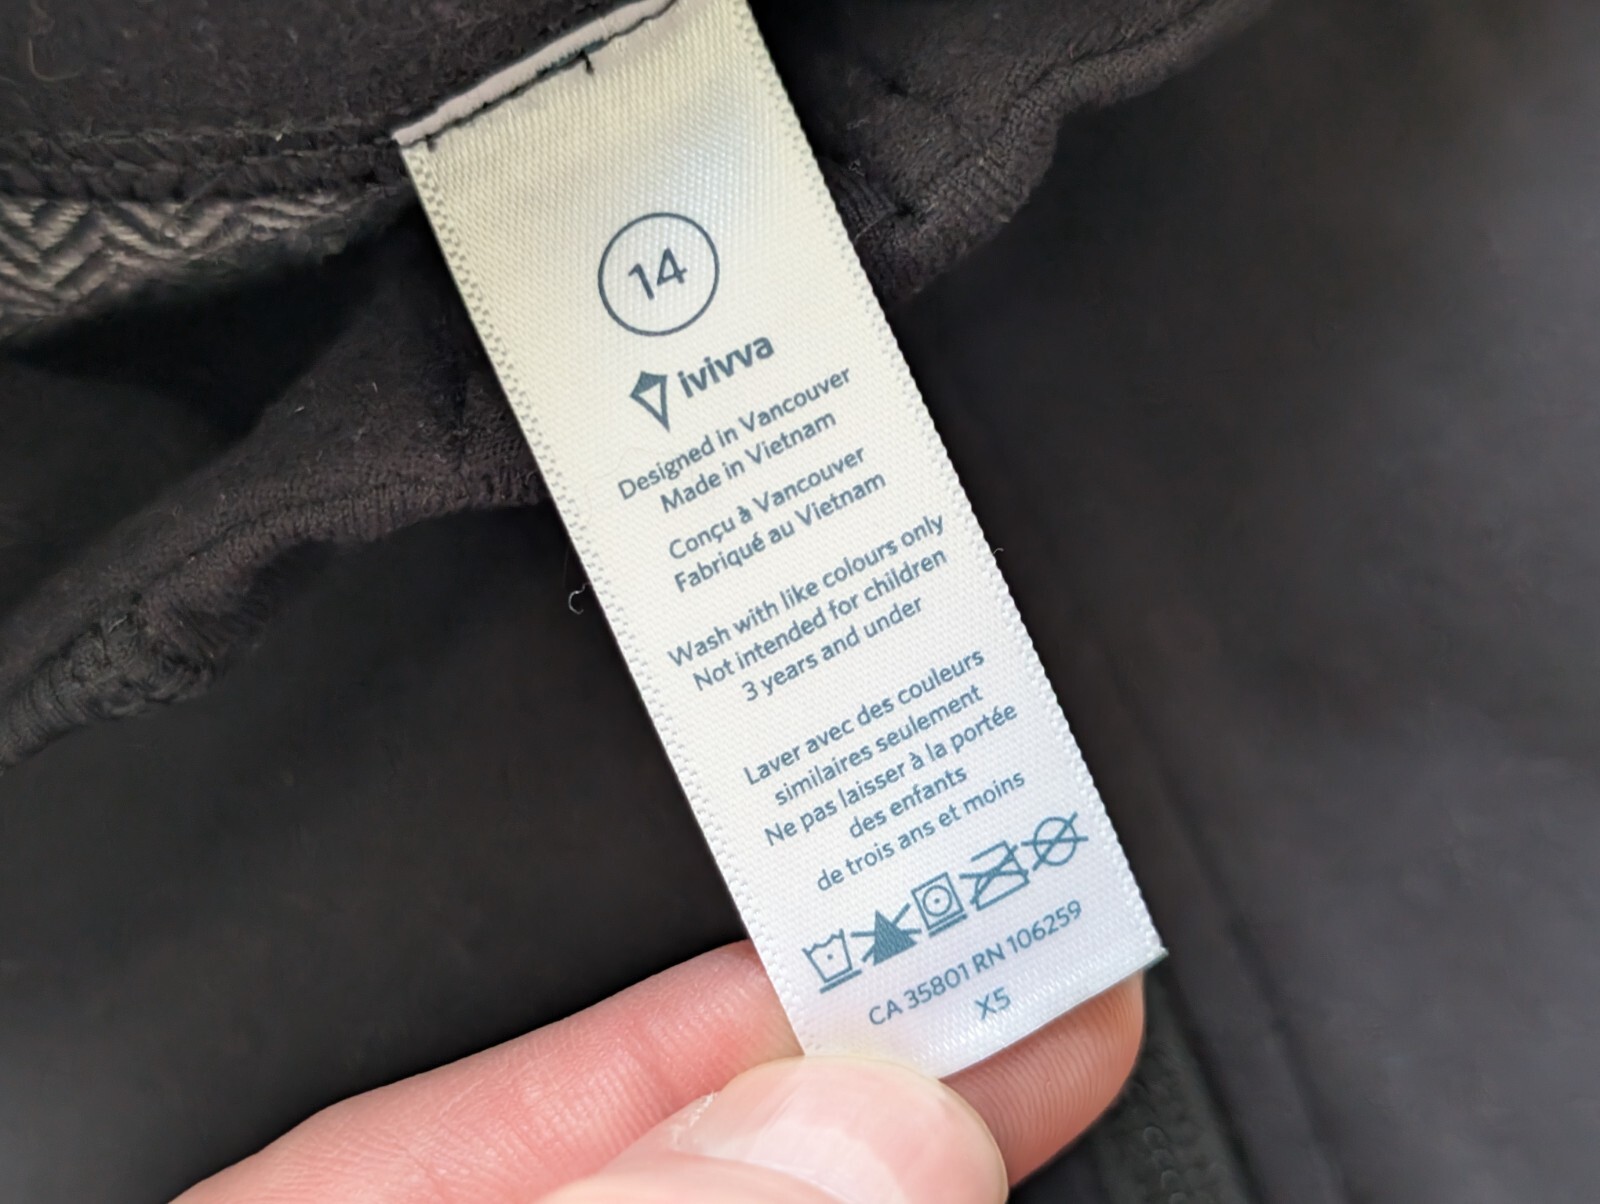 14
ivivva
Designed in Vancouver
Made in Vietnam
Conçu à Vancouver
Fabriqué au Vietnam
Wash with like colours only
Not intended for children
3 years and under
Laver avec des couleurs
similaires seulement
Ne pas laisser à la portée
des enfants
de trois ans et moins
CA 35801 RN 106259
X5